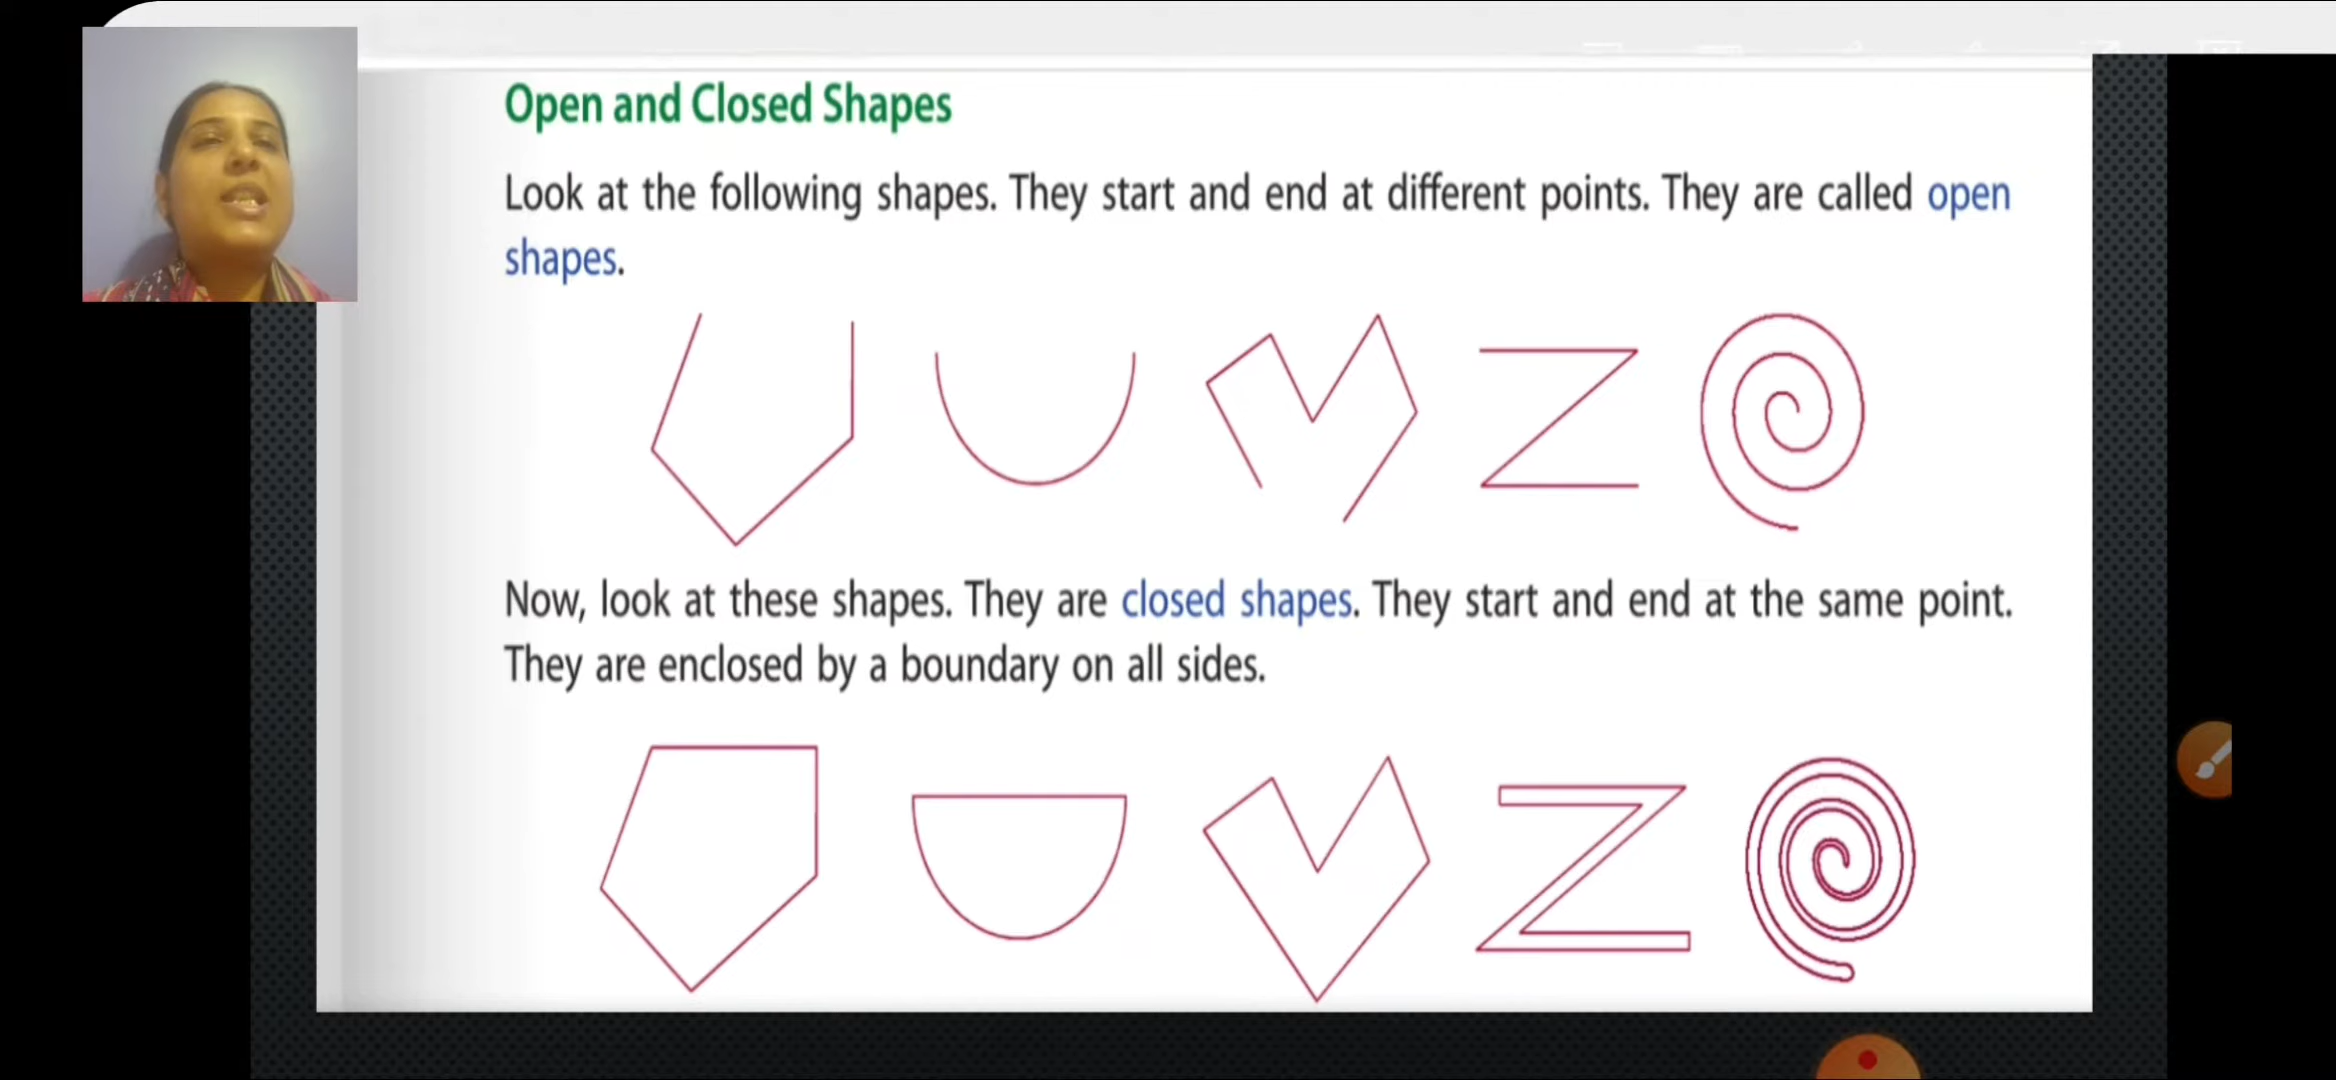 Open and Closed Shapes
Look at the following shapes. They start and end at different points. They are called open
shapes.
Now, look at these shapes. They are closed shapes. They start and end at the same point.
They are enclosed by a boundary on all sides.